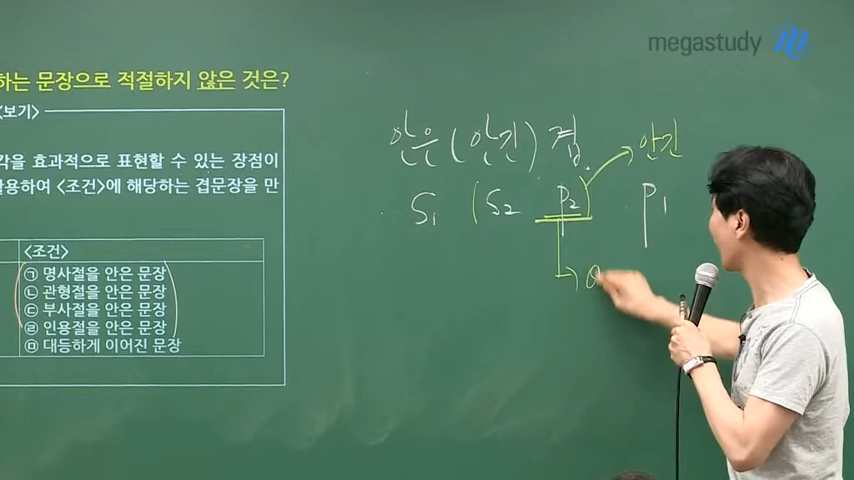 megastudy
하는 문장으로 적절하지 않은 것은?
<보기>
각을 효과적으로 표현할 수 있는 장점이
활용하여 <조건>에 해당하는 겹문장을 만
<조건>
㉠ 명사절을 안은 문장
㉡ 관형절을 안은 문장
㉢ 부사절을 안은 문장
㉣ 인용절을 안은 문장
㉤ 대등하게 이어진 문장
안은 (안긴) 겹.
안긴
S₁ (S₂ P₂) P₁